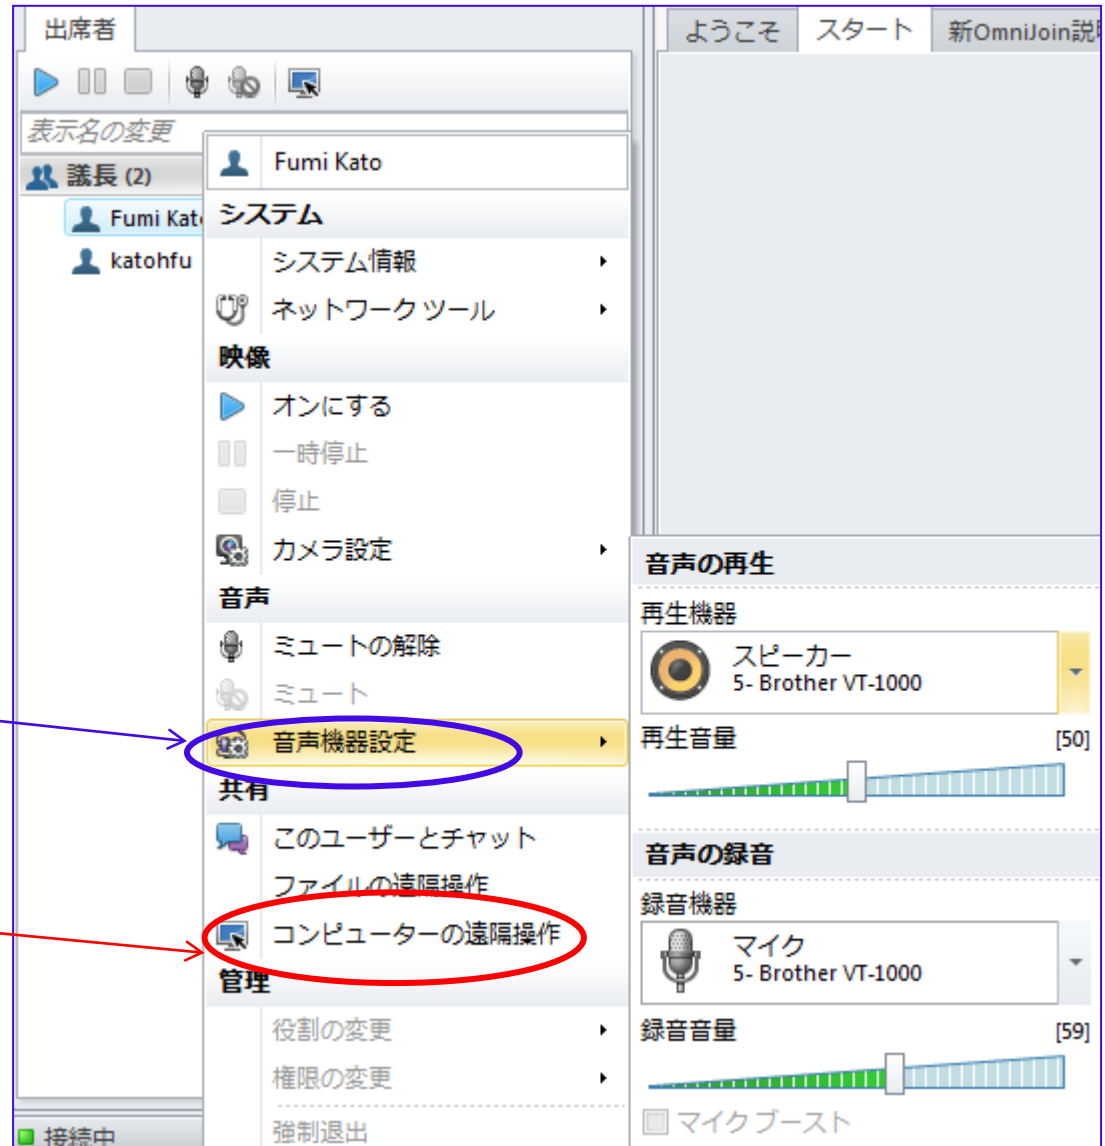 出席者
ようこそ
スタート
新OmniJoin説
表示名の変更
議長 (2)
Fumi Kat
katohfu
Fumi Kato
システム
システム情報
ネットワーク ツール
映像
オンにする
一時停止
停止
カメラ設定
音声
ミュートの解除
ミュート
音声機器設定
共有
このユーザーとチャット
ファイルの遠隔操作
コンピューターの遠隔操作
管理
役割の変更
権限の変更
強制退出
音声の再生
再生機器
スピーカー
5- Brother VT-1000
再生音量 [50]
音声の録音
録音機器
マイク
5- Brother VT-1000
録音音量 [59]
マイクブースト
接続中